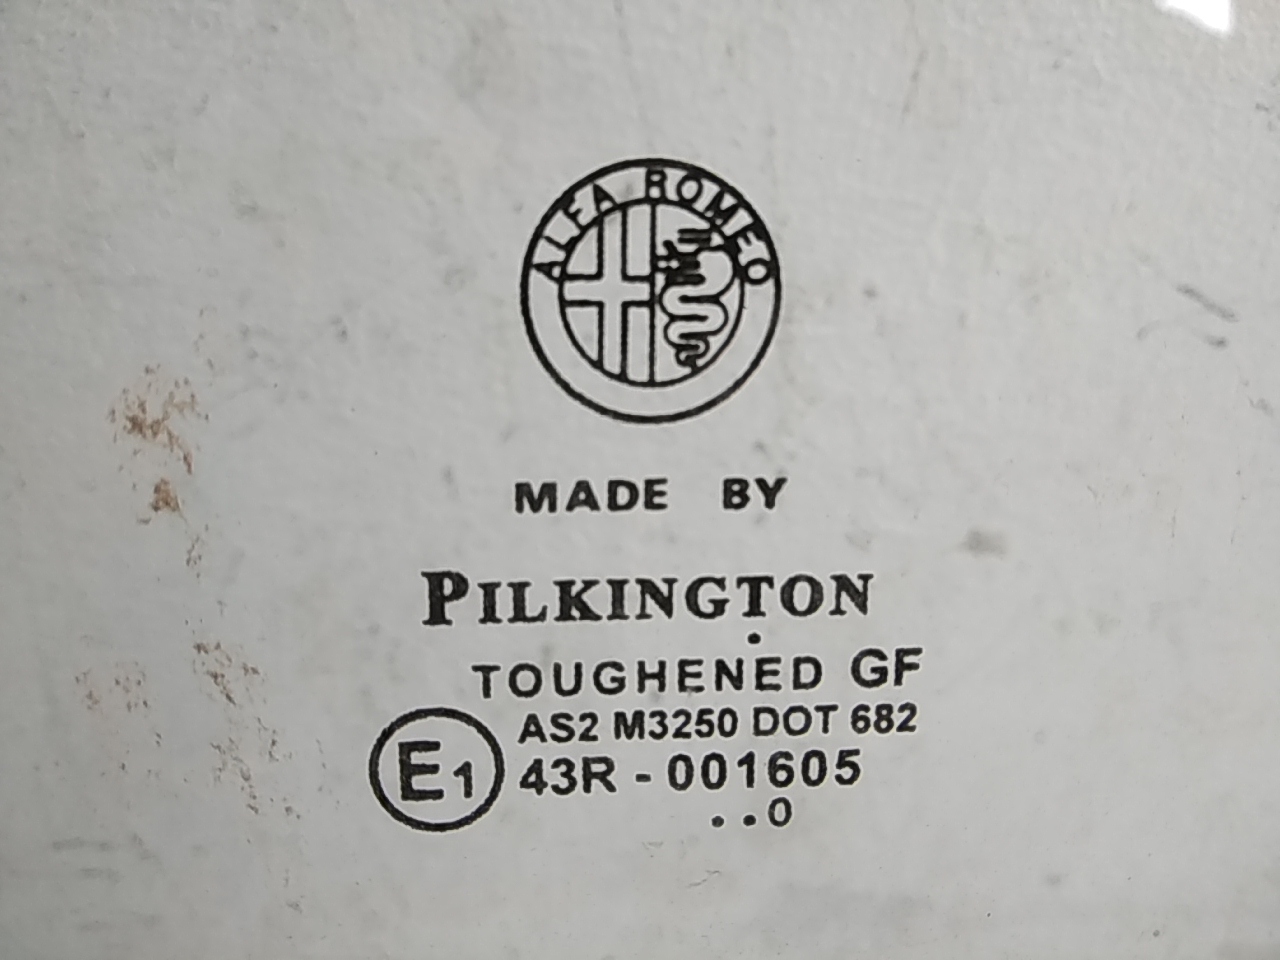 ALFA ROMEO
MADE BY
PILKINGTON
.
TOUGHENED GF
AS2 M3250 DOT 682
E1 43R - 001605
..0